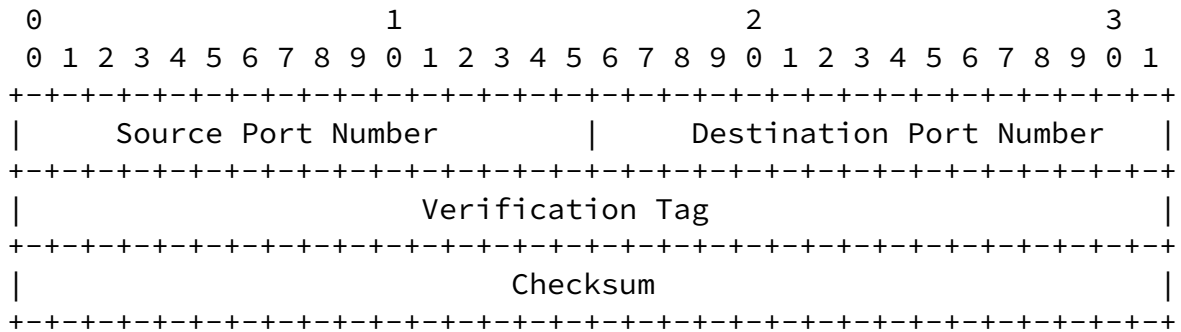 0                   1                   2                   3
0 1 2 3 4 5 6 7 8 9 0 1 2 3 4 5 6 7 8 9 0 1 2 3 4 5 6 7 8 9 0 1
+-+-+-+-+-+-+-+-+-+-+-+-+-+-+-+-+-+-+-+-+-+-+-+-+-+-+-+-+-+-+-+-+
|     Source Port Number        |     Destination Port Number   |
+-+-+-+-+-+-+-+-+-+-+-+-+-+-+-+-+-+-+-+-+-+-+-+-+-+-+-+-+-+-+-+-+
|                      Verification Tag                         |
+-+-+-+-+-+-+-+-+-+-+-+-+-+-+-+-+-+-+-+-+-+-+-+-+-+-+-+-+-+-+-+-+
|                           Checksum                            |
+-+-+-+-+-+-+-+-+-+-+-+-+-+-+-+-+-+-+-+-+-+-+-+-+-+-+-+-+-+-+-+-+